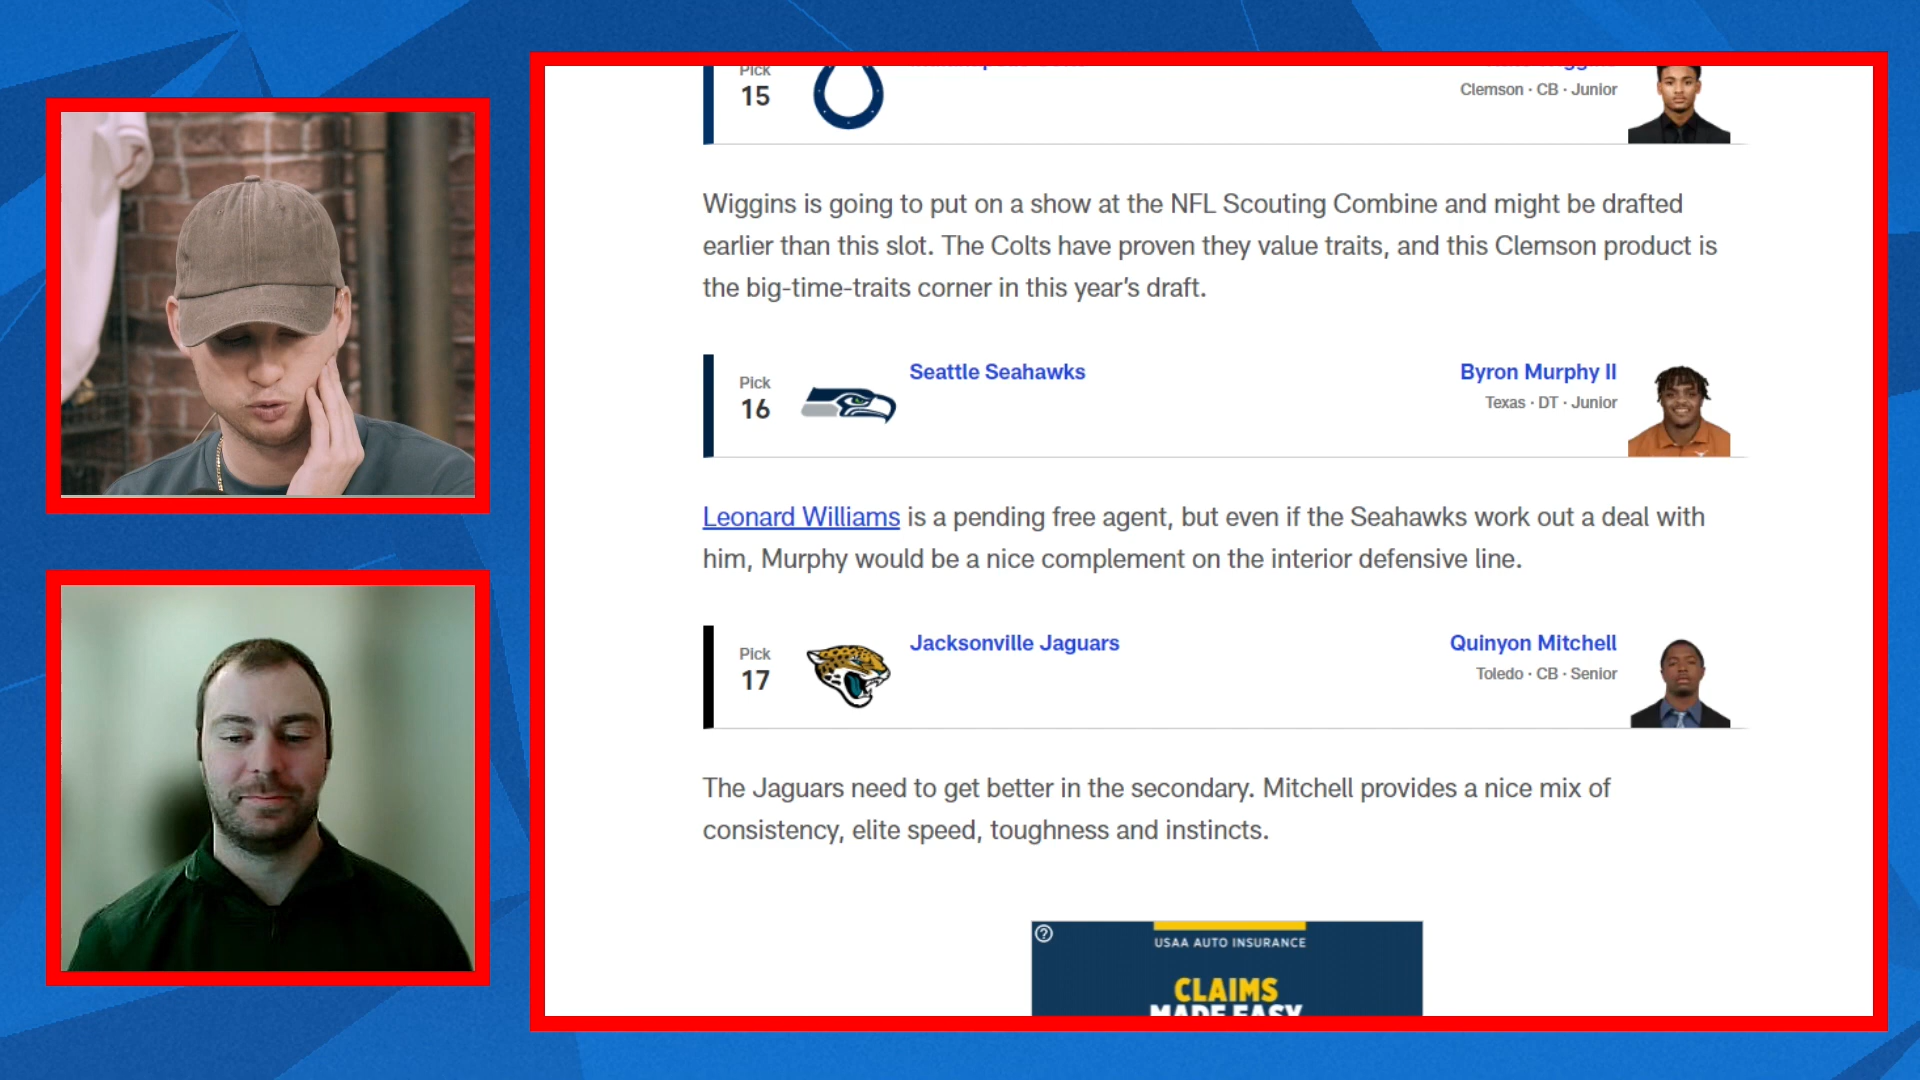 Pick
15
Clemson · CB · Junior
Wiggins is going to put on a show at the NFL Scouting Combine and might be drafted
earlier than this slot. The Colts have proven they value traits, and this Clemson product is
the big-time-traits corner in this year’s draft.
Pick
16
Seattle Seahawks
Byron Murphy II
Texas · DT · Junior
Leonard Williams is a pending free agent, but even if the Seahawks work out a deal with
him, Murphy would be a nice complement on the interior defensive line.
Pick
17
Jacksonville Jaguars
Quinyon Mitchell
Toledo · CB · Senior
The Jaguars need to get better in the secondary. Mitchell provides a nice mix of
consistency, elite speed, toughness and instincts.
USAA AUTO INSURANCE
CLAIMS
MADE EASY